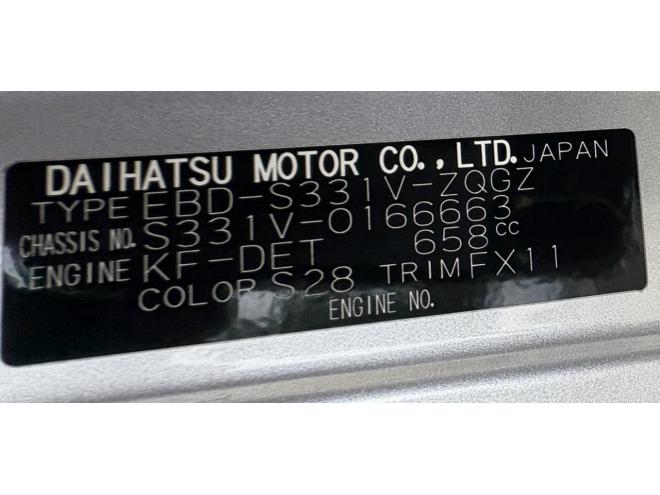 DAIHATSU MOTOR CO., LTD. JAPAN
TYPE EBD-S331V-ZQGZ
CHASSIS NO. S331V-0166663
ENGINE KF-DET 658cc
COLOR S28 TRIM FX11
ENGINE NO.